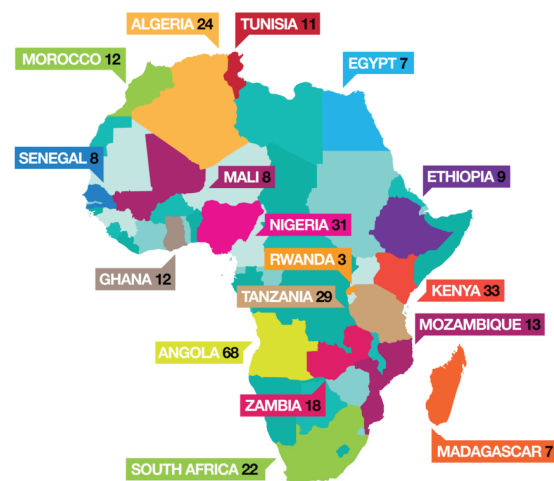 ALGERIA 24
TUNISIA 11
MOROCCO 12
EGYPT 7
SENEGAL 8
MALI 8
ETHIOPIA 9
NIGERIA 31
RWANDA 3
GHANA 12
TANZANIA 29
KENYA 33
MOZAMBIQUE 13
ANGOLA 68
ZAMBIA 18
MADAGASCAR 7
SOUTH AFRICA 22